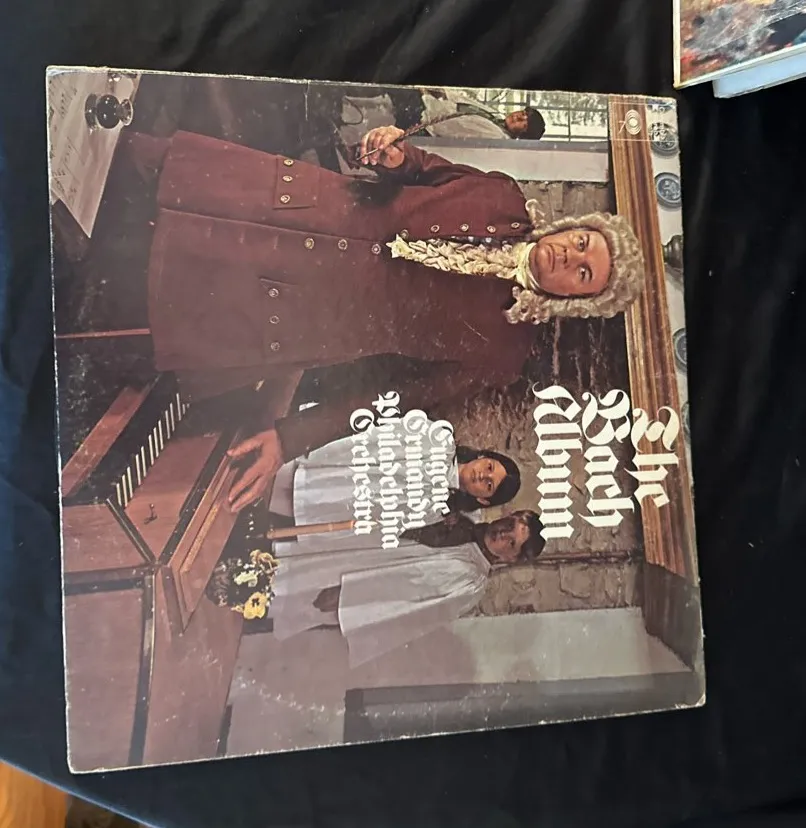 The
Bach
Album
Eugene
Ormandy
Philadelphia
Orchestra